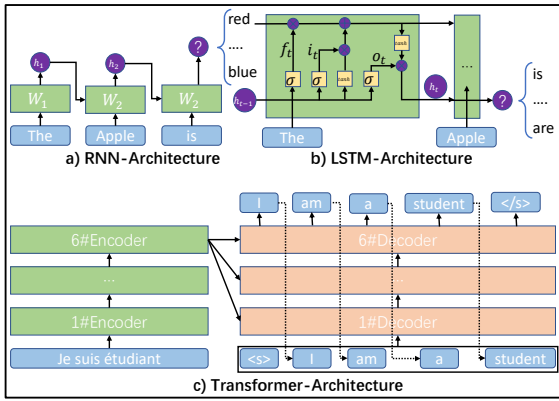 h₁
h₂
?
red
....
blue
W₁
W₂
W₂
The
Apple
is
a) RNN-Architecture
fₜ
iₜ
oₜ
tanh
σ
σ
tanh
σ
hₜ₋₁
hₜ
...
?
is
....
are
The
Apple
b) LSTM-Architecture
I
am
a
student
</s>
6#Encoder
6#Decoder
...
...
1#Encoder
1#Decoder
Je suis étudiant
<s>
I
am
a
student
c) Transformer-Architecture